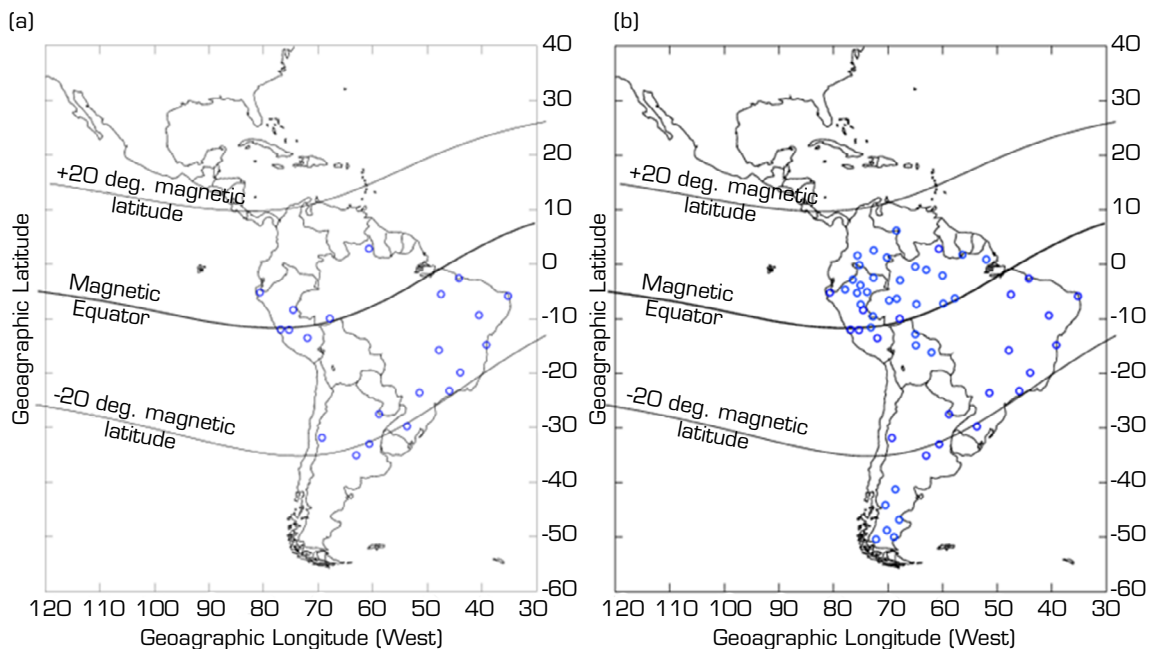 (a)
40
30
20
10
0
-10
-20
-30
-40
-50
-60
+20 deg. magnetic
latitude
Magnetic
Equator
-20 deg. magnetic
latitude
Geoagraphic Latitude
120 110 100 90 80 70 60 50 40 30
Geoagraphic Longitude (West)
(b)
40
30
20
10
0
-10
-20
-30
-40
-50
-60
+20 deg. magnetic
latitude
Magnetic
Equator
-20 deg. magnetic
latitude
Geoagraphic Latitude
120 110 100 90 80 70 60 50 40 30
Geoagraphic Longitude (West)